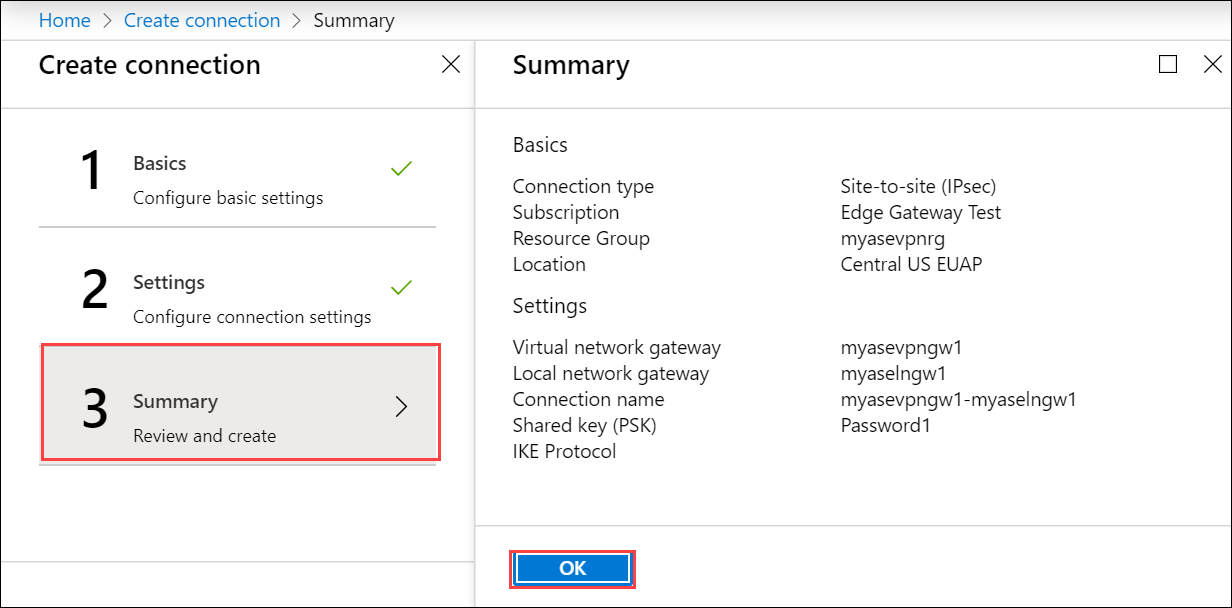 Home > Create connection > Summary
Create connection
1
Basics
Configure basic settings
2
Settings
Configure connection settings
3
Summary
Review and create
Summary
Basics
Connection type Site-to-site (IPsec)
Subscription Edge Gateway Test
Resource Group myasevpnrg
Location Central US EUAP
Settings
Virtual network gateway myasevpngw1
Local network gateway myaselngw1
Connection name myasevpngw1-myaselngw1
Shared key (PSK) Password1
IKE Protocol
OK